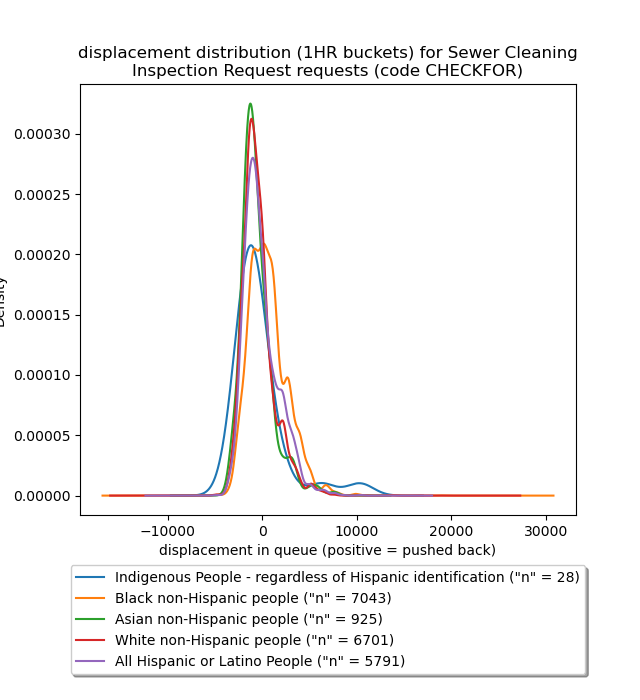 displacement distribution (1HR buckets) for Sewer Cleaning
Inspection Request requests (code CHECKFOR)
0.00030
0.00025
0.00020
0.00015
0.00010
0.00005
0.00000
Density
−10000 0 10000 20000 30000
displacement in queue (positive = pushed back)
Indigenous People - regardless of Hispanic identification ("n" = 28)
Black non-Hispanic people ("n" = 7043)
Asian non-Hispanic people ("n" = 925)
White non-Hispanic people ("n" = 6701)
All Hispanic or Latino People ("n" = 5791)